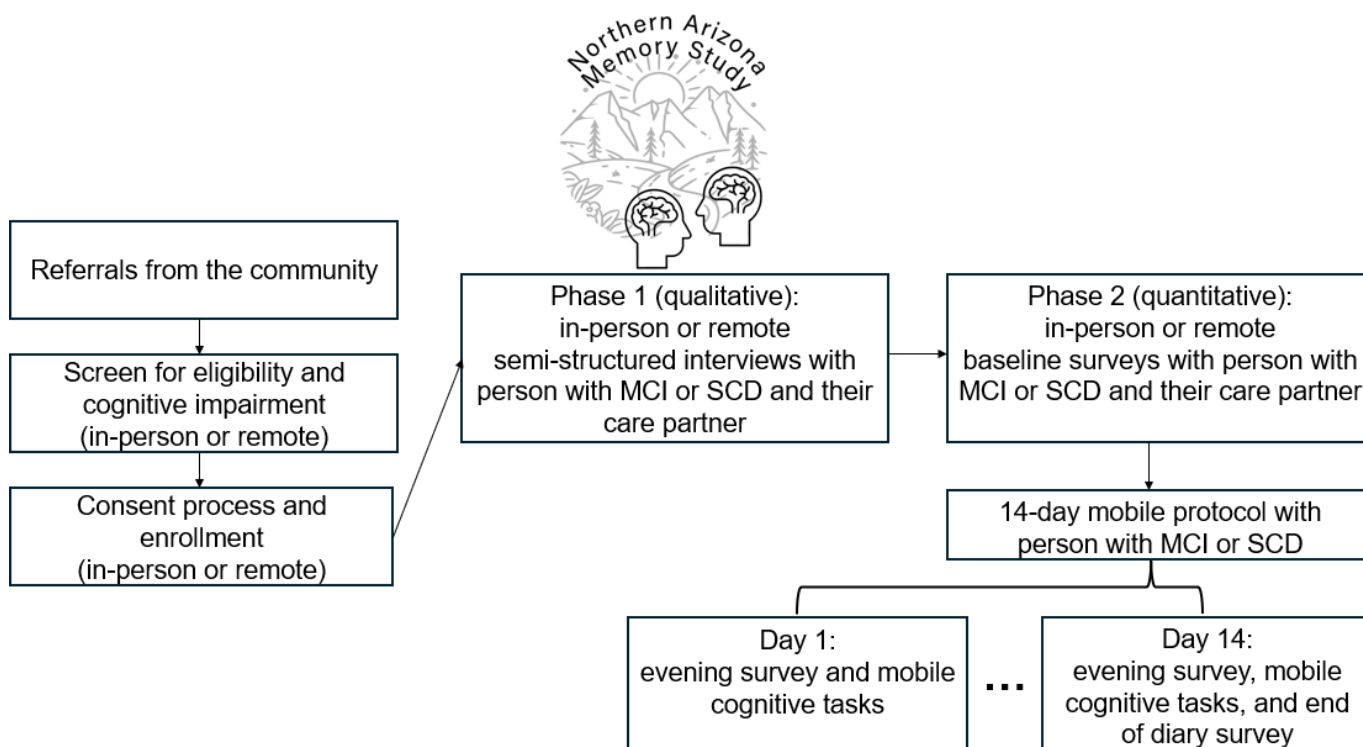 Northern Arizona
Memory Study
Referrals from the community
Screen for eligibility and
cognitive impairment
(in-person or remote)
Consent process and
enrollment
(in-person or remote)
Phase 1 (qualitative):
in-person or remote
semi-structured interviews with
person with MCI or SCD and their
care partner
Phase 2 (quantitative):
in-person or remote
baseline surveys with person with
MCI or SCD and their care partner
14-day mobile protocol with
person with MCI or SCD
Day 1:
evening survey and mobile
cognitive tasks
...
Day 14:
evening survey, mobile
cognitive tasks, and end
of diary survey